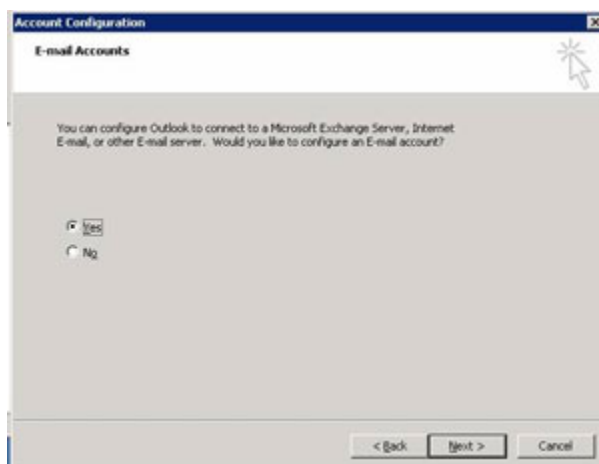 Account Configuration
E-mail Accounts
You can configure Outlook to connect to a Microsoft Exchange Server, Internet
E-mail, or other E-mail server. Would you like to configure an E-mail account?
Yes
No
< Back Next > Cancel